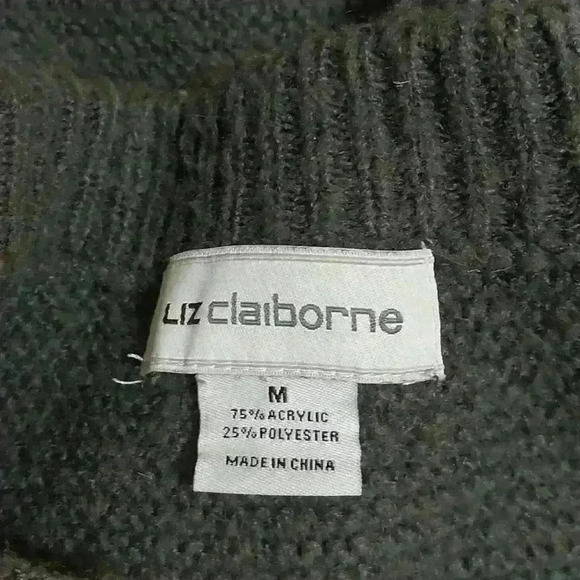 LIZ claiborne
M
75% ACRYLIC
25% POLYESTER
MADE IN CHINA